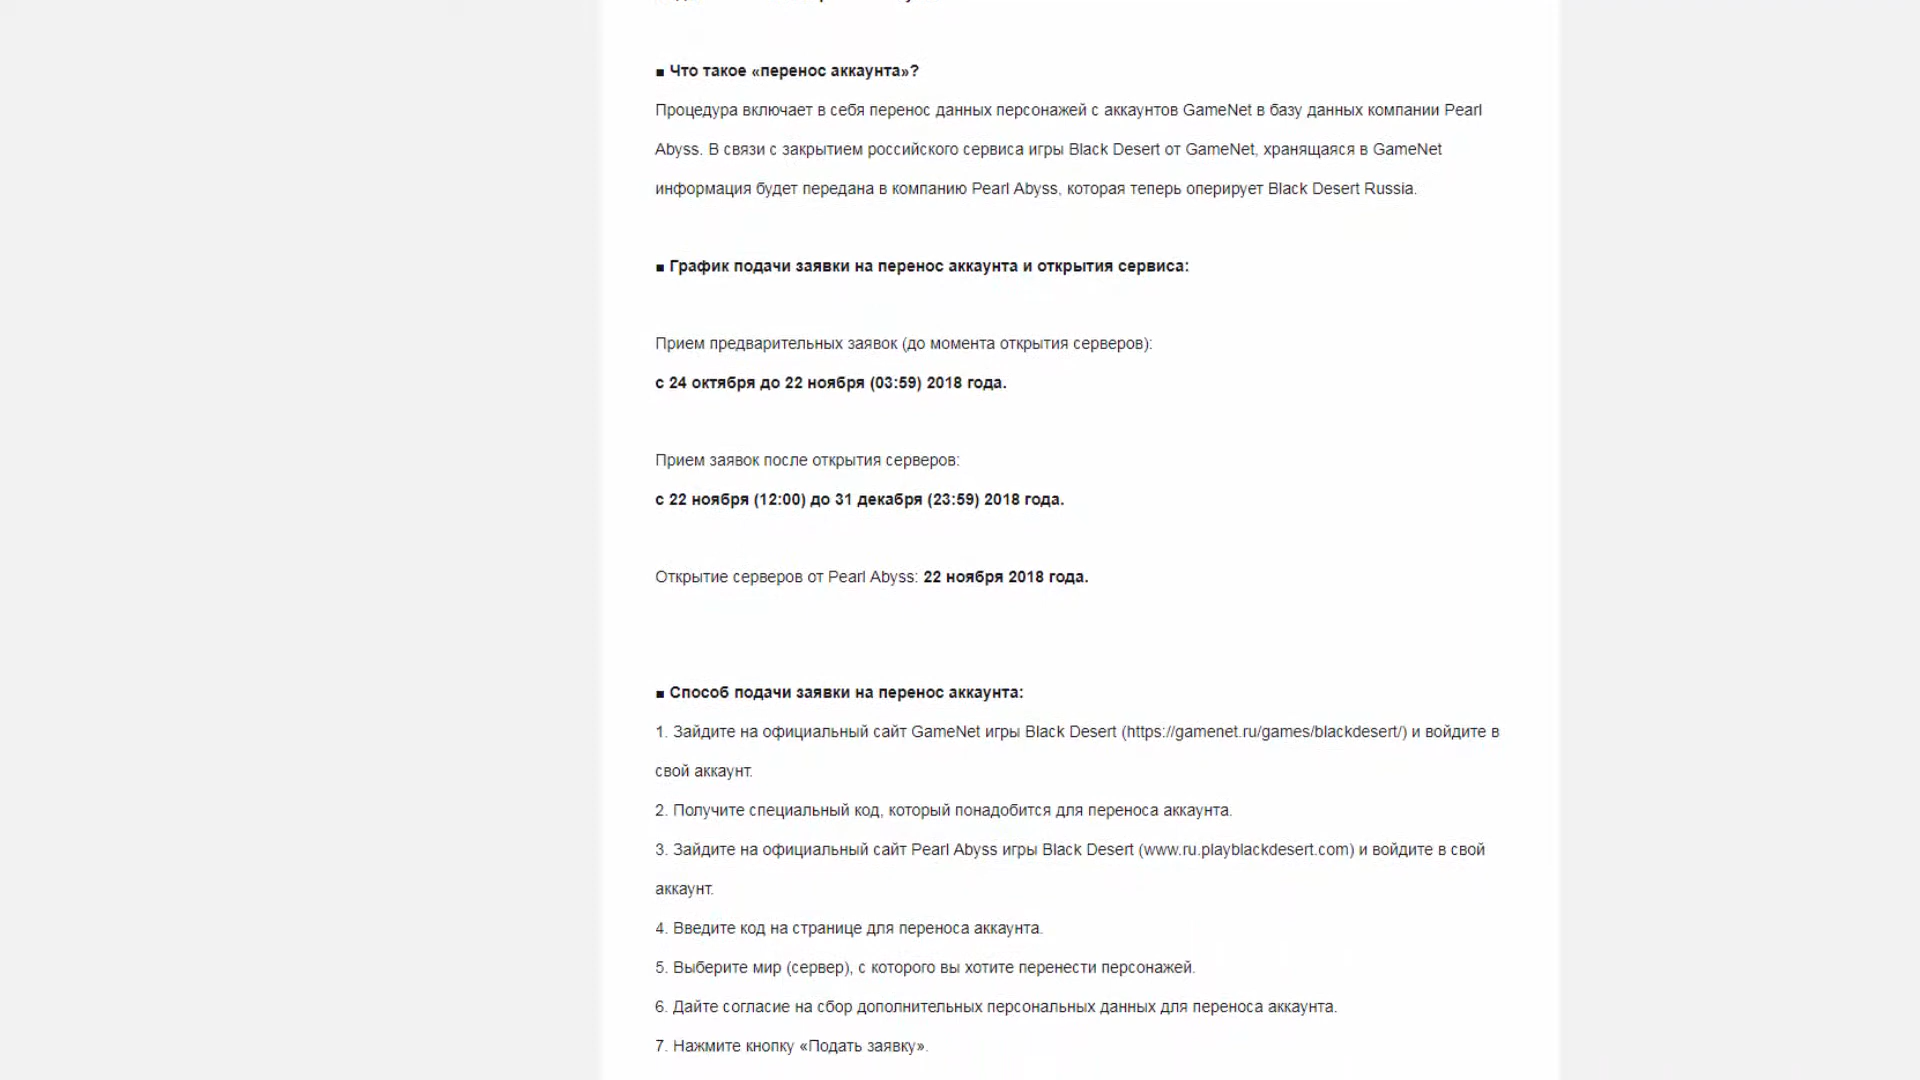 ■ Что такое «перенос аккаунта»?
Процедура включает в себя перенос данных персонажей с аккаунтов GameNet в базу данных компании Pearl
Abyss. В связи с закрытием российского сервиса игры Black Desert от GameNet, хранящаяся в GameNet
информация будет передана в компанию Pearl Abyss, которая теперь оперирует Black Desert Russia.
■ График подачи заявки на перенос аккаунта и открытия сервиса:
Прием предварительных заявок (до момента открытия серверов):
с 24 октября до 22 ноября (03:59) 2018 года.
Прием заявок после открытия серверов:
с 22 ноября (12:00) до 31 декабря (23:59) 2018 года.
Открытие серверов от Pearl Abyss: 22 ноября 2018 года.
■ Способ подачи заявки на перенос аккаунта:
1. Зайдите на официальный сайт GameNet игры Black Desert (https://gamenet.ru/games/blackdesert/) и войдите в
свой аккаунт.
2. Получите специальный код, который понадобится для переноса аккаунта.
3. Зайдите на официальный сайт Pearl Abyss игры Black Desert (www.ru.playblackdesert.com) и войдите в свой
аккаунт.
4. Введите код на странице для переноса аккаунта.
5. Выберите мир (сервер), с которого вы хотите перенести персонажей.
6. Дайте согласие на сбор дополнительных персональных данных для переноса аккаунта.
7. Нажмите кнопку «Подать заявку».